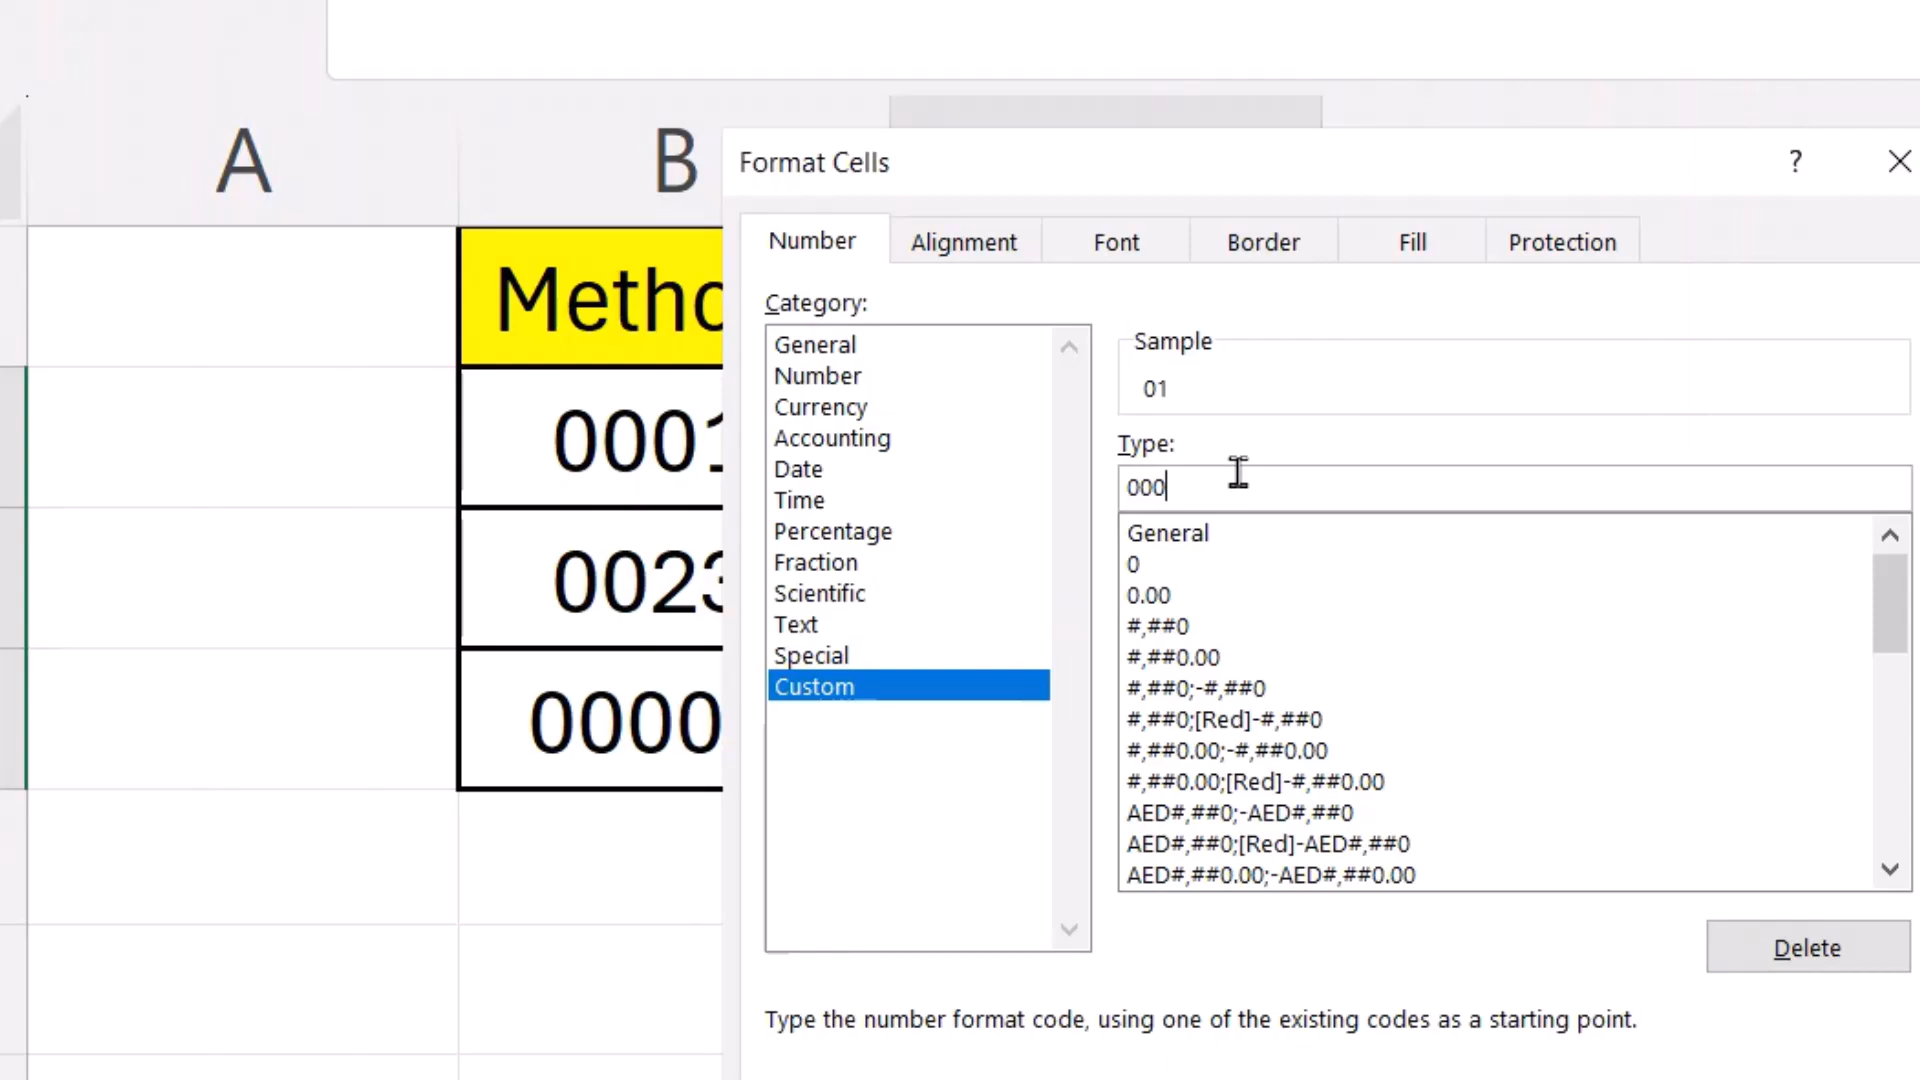 A
B
Format Cells
?
Number
Alignment
Font
Border
Fill
Protection
Category:
General
Number
Currency
Accounting
Date
Time
Percentage
Fraction
Scientific
Text
Special
Custom
Sample
01
Type:
000
General
0
0.00
#,##0
#,##0.00
#,##0;-#,##0
#,##0;[Red]-#,##0
#,##0.00;-#,##0.00
#,##0.00;[Red]-#,##0.00
AED#,##0;-AED#,##0
AED#,##0;[Red]-AED#,##0
AED#,##0.00;-AED#,##0.00
Delete
Type the number format code, using one of the existing codes as a starting point.
Metho
0001
0023
0000